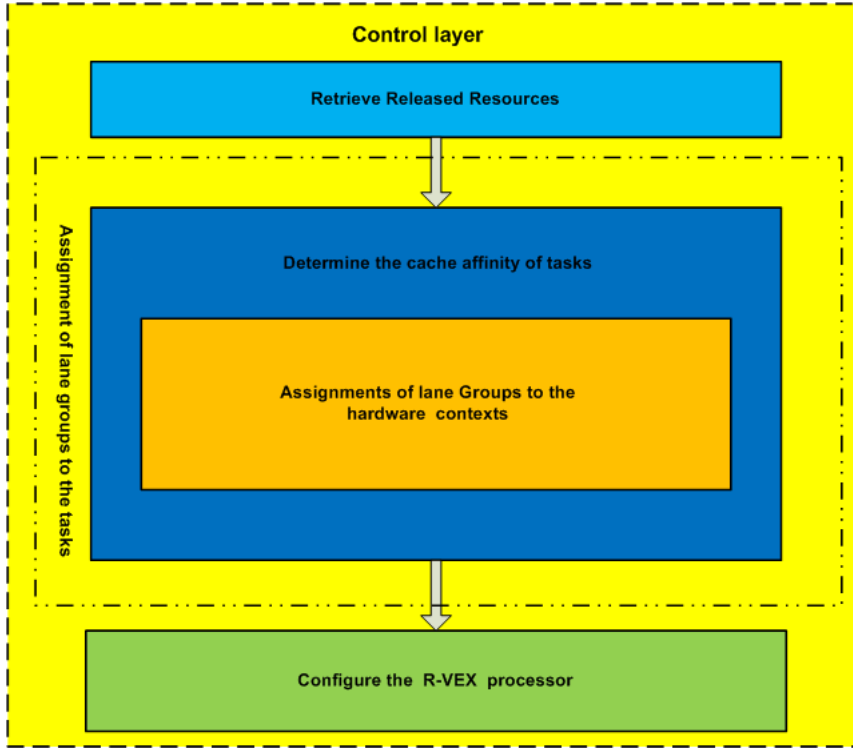 Control layer
Retrieve Released Resources
Assignment of lane groups to the tasks
Determine the cache affinity of tasks
Assignments of lane Groups to the
hardware contexts
Configure the R-VEX processor